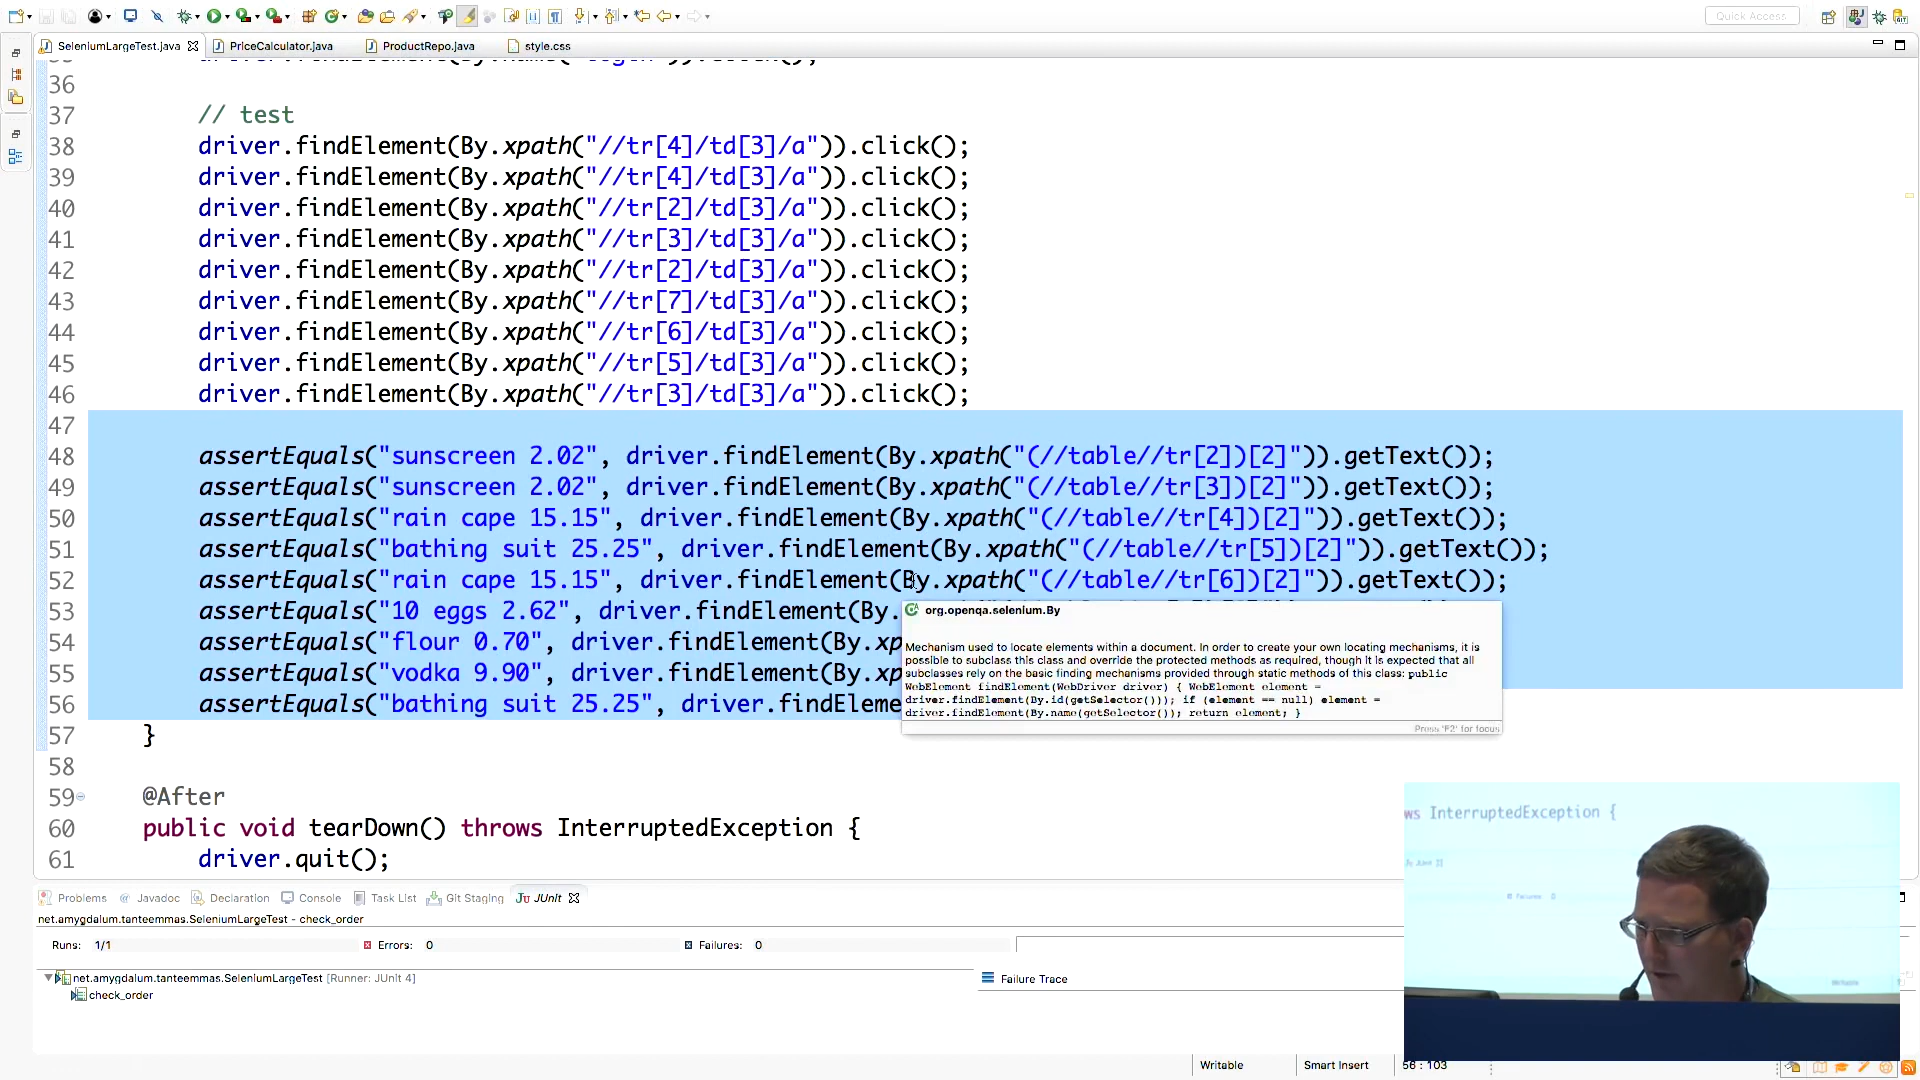 Quick Access
SeleniumLargeTest.java
PriceCalculator.java
ProductRepo.java
style.css
36
37 // test
38 driver.findElement(By.xpath("//tr[4]/td[3]/a")).click();
39 driver.findElement(By.xpath("//tr[4]/td[3]/a")).click();
40 driver.findElement(By.xpath("//tr[2]/td[3]/a")).click();
41 driver.findElement(By.xpath("//tr[3]/td[3]/a")).click();
42 driver.findElement(By.xpath("//tr[2]/td[3]/a")).click();
43 driver.findElement(By.xpath("//tr[7]/td[3]/a")).click();
44 driver.findElement(By.xpath("//tr[6]/td[3]/a")).click();
45 driver.findElement(By.xpath("//tr[5]/td[3]/a")).click();
46 driver.findElement(By.xpath("//tr[3]/td[3]/a")).click();
47
48 assertEquals("sunscreen 2.02", driver.findElement(By.xpath("(//table//tr[2])[2]")).getText());
49 assertEquals("sunscreen 2.02", driver.findElement(By.xpath("(//table//tr[3])[2]")).getText());
50 assertEquals("rain cape 15.15", driver.findElement(By.xpath("(//table//tr[4])[2]")).getText());
51 assertEquals("bathing suit 25.25", driver.findElement(By.xpath("(//table//tr[5])[2]")).getText());
52 assertEquals("rain cape 15.15", driver.findElement(By.xpath("(//table//tr[6])[2]")).getText());
53 assertEquals("10 eggs 2.62", driver.findElement(By.
54 assertEquals("flour 0.70", driver.findElement(By.xp
55 assertEquals("vodka 9.90", driver.findElement(By.xp
56 assertEquals("bathing suit 25.25", driver.findEleme
org.openqa.selenium.By
Mechanism used to locate elements within a document. In order to create your own locating mechanisms, it is
possible to subclass this class and override the protected methods as required, though it is expected that all
subclasses rely on the basic finding mechanisms provided through static methods of this class: public
WebElement findElement(WebDriver driver) { WebElement element =
driver.findElement(By.id(getSelector())); if (element == null) element =
driver.findElement(By.name(getSelector()); return element; }
Press 'F2' for focus
57 }
58
59 @After
60 public void tearDown() throws InterruptedException {
61 driver.quit();
ws InterruptedException {
Ju JUnit
Failures: 0
Problems
@ Javadoc
Declaration
Console
Task List
Git Staging
Ju JUnit
net.amygdalum.tanteemmas.SeleniumLargeTest - check_order
Runs: 1/1
Errors: 0
Failures: 0
net.amygdalum.tanteemmas.SeleniumLargeTest [Runner: JUnit 4]
check_order
Failure Trace
Writable
Writable
Smart Insert
56 : 103